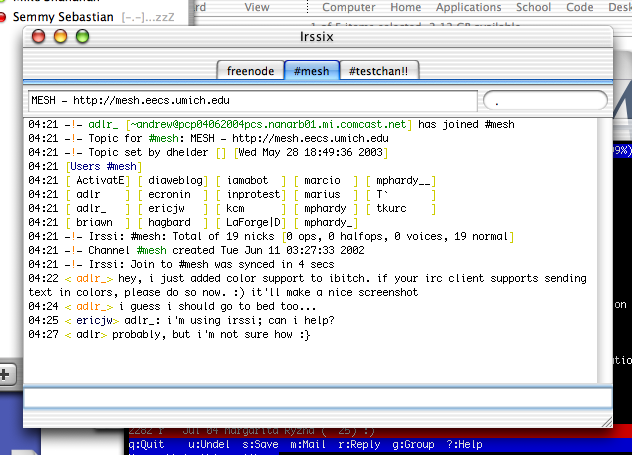 Semmy Sebastian [-.-]...zzZ
View
Computer Home Applications School Code des
1 of 5 items selected, 2.12 GB available
Irssix
freenode #mesh #testchan!!
MESH - http://mesh.eecs.umich.edu
.
04:21 -!- adlr_ [~andrew@pcp04062004pcs.nanarb01.mi.comcast.net] has joined #mesh
04:21 -!- Topic for #mesh: MESH - http://mesh.eecs.umich.edu
04:21 -!- Topic set by dhelder [] [Wed May 28 18:49:36 2003]
04:21 [Users #mesh]
04:21 [ ActivatE] [ diaweblog] [ iamabot ] [ marcio ] [ mphardy__]
04:21 [ adlr ] [ ecronin ] [ inprotest] [ marius ] [ T` ]
04:21 [ adlr_ ] [ ericjw ] [ kcm ] [ mphardy ] [ tkurc ]
04:21 [ briawn ] [ hagbard ] [ LaForge|D] [ mphardy_]
04:21 -!- Irssi: #mesh: Total of 19 nicks [0 ops, 0 halfops, 0 voices, 19 normal]
04:21 -!- Channel #mesh created Tue Jun 11 03:27:33 2002
04:21 -!- Irssi: Join to #mesh was synced in 4 secs
04:22 < adlr_> hey, i just added color support to ibitch. if your irc client supports sending
text in colors, please do so now. :) it'll make a nice screenshot
04:24 < adlr_> i guess i should go to bed too...
04:25 < ericjw> adlr_: i'm using irssi; can i help?
04:27 < adlr> probably, but i'm not sure how :}
q:Quit u:Undel s:Save m:Mail r:Reply g:Group ?:Help